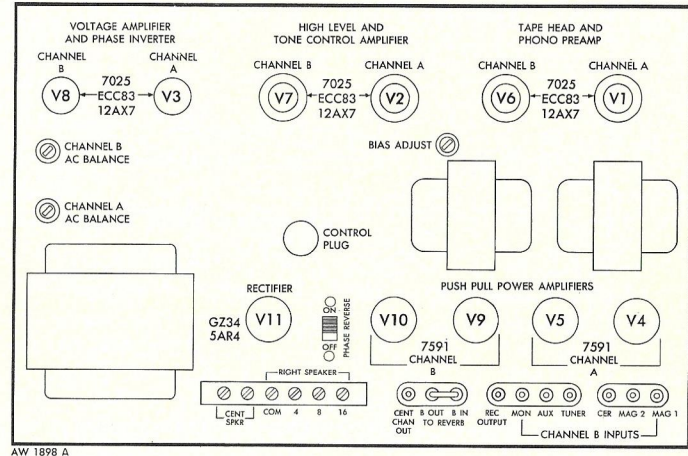 VOLTAGE AMPLIFIER
AND PHASE INVERTER
HIGH LEVEL AND
TONE CONTROL AMPLIFIER
TAPE HEAD AND
PHONO PREAMP
CHANNEL
B
CHANNEL
A
CHANNEL B
CHANNEL A
CHANNEL B
CHANNEL A
V8
7025
ECC83
12AX7
V3
V7
7025
ECC83
12AX7
V2
V6
7025
ECC83
12AX7
V1
CHANNEL B
AC BALANCE
BIAS ADJUST
CHANNEL A
AC BALANCE
CONTROL
PLUG
RECTIFIER
PUSH PULL POWER AMPLIFIERS
GZ34
5AR4
V11
ON
OFF
PHASE REVERSE
V10
V9
V5
V4
7591
CHANNEL
B
7591
CHANNEL
A
RIGHT SPEAKER
CENT
SPKR
COM
4
8
16
CENT
CHAN
OUT
B OUT
B IN
TO REVERB
REC
OUTPUT
MON
AUX
TUNER
CER
MAG 2
MAG 1
CHANNEL B INPUTS
AW 1898 A